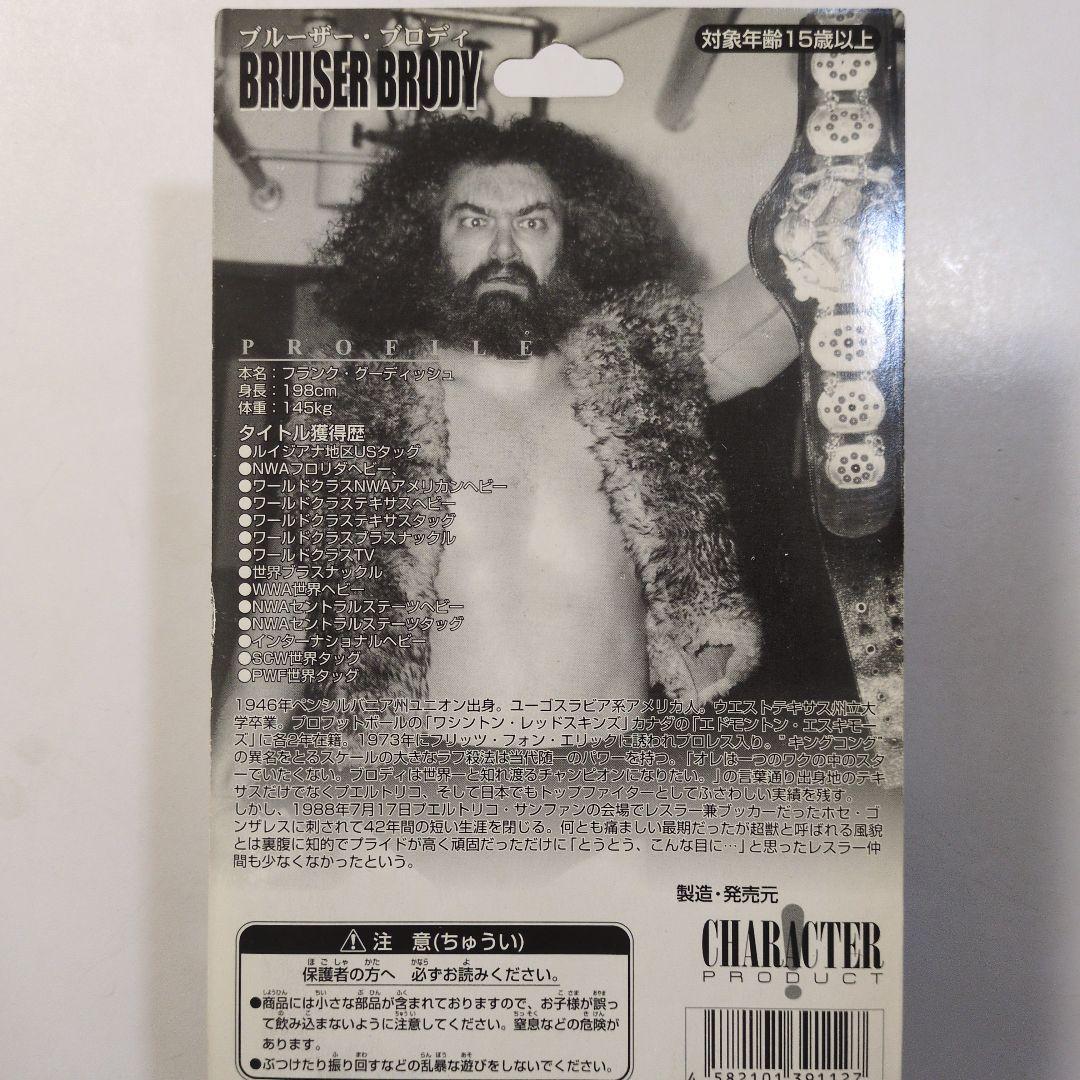 ブルーザー・ブロディ
BRUISER BRODY
対象年齢15歳以上
PROFILE
本名：フランク・グーディッシュ
身長：198cm
体重：145kg
タイトル獲得歴
●ルイジアナ地区USタッグ
●NWAフロリダヘビー、
●ワールドクラスNWAアメリカンヘビー
●ワールドクラステキサスヘビー
●ワールドクラステキサスタッグ
●ワールドクラスブラスナックル
●ワールドクラスTV
●世界ブラスナックル
●WWA世界ヘビー
●NWAセントラルステーツヘビー
●NWAセントラルステーツタッグ
●インターナショナルヘビー
●SCW世界タッグ
●PWF世界タッグ
1946年ペンシルバニア州ユニオン出身。ユーゴスラビア系アメリカ人。ウエストテキサス州立大
学卒業。プロフットボールの「ワシントン・レッドスキンズ」カナダの「エドモントン・エスキモー
ズ」に各2年在籍。1973年にフリッツ・フォン・エリックに誘われプロレス入り。"キングコング"
の異名をとるスケールの大きなラフ殺法は当代随一のパワーを持つ。「オレは一つのワクの中のスタ
ーでいたくない。ブロディは世界一と知れ渡るチャンピオンになりたい。」の言葉通り出身地のテキ
サスだけでなくプエルトリコ、そして日本でもトップファイターとしてふさわしい実績を残す。
しかし、1988年7月17日プエルトリコ・サンファンの会場でレスラー兼ブッカーだったホセ・ゴ
ンザレスに刺されて42年間の短い生涯を閉じる。何とも痛ましい最期だったが超獣と呼ばれる風貌
とは裏腹に知的でプライドが高く頑固だっただけに「とうとう、こんな目に…」と思ったレスラー仲
間も少なくなかったという。
製造・発売元
CHARACTER
PRODUCT
注 意(ちゅうい)
保護者の方へ 必ずお読みください。
●商品には小さな部品が含まれておりますので、お子様が誤っ
て飲み込まないように注意してください。窒息などの危険が
あります。
●ぶつけたり振り回すなどの乱暴な遊びをしないでください。
4 582101 391127